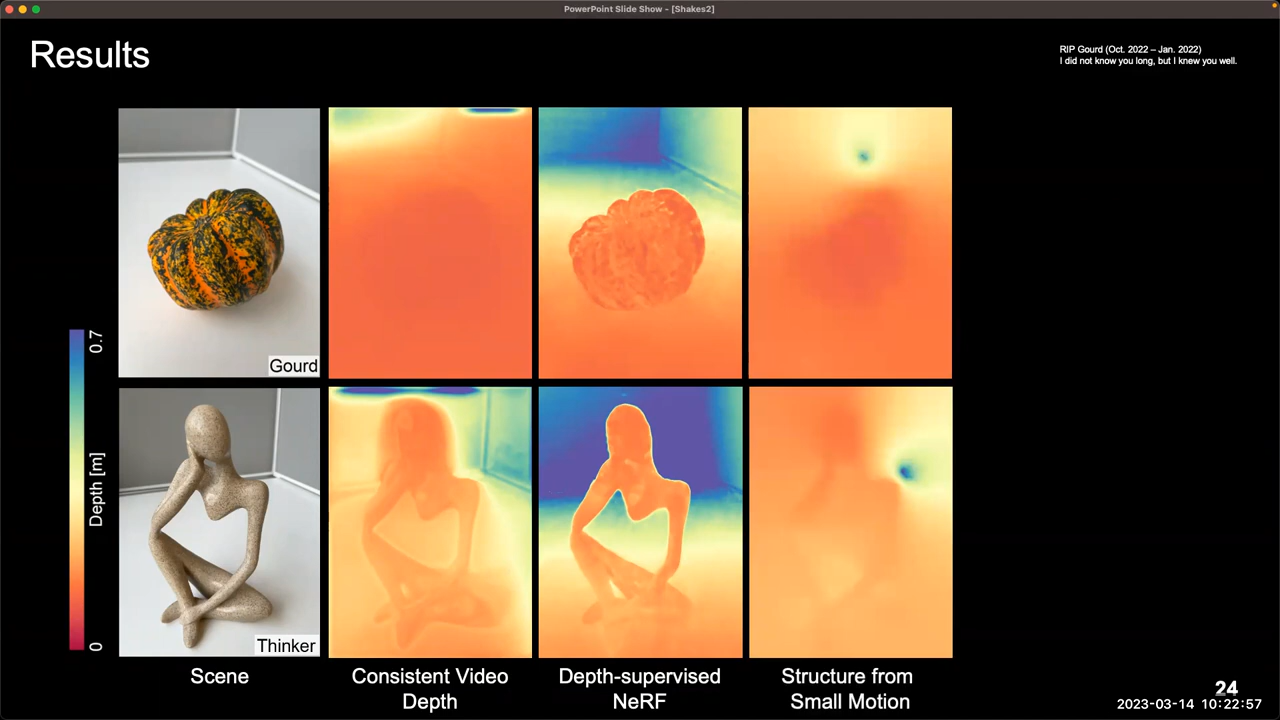 PowerPoint Slide Show - [Shakes2]
Results
RIP Gourd (Oct. 2022 – Jan. 2022)
I did not know you long, but I knew you well.
Gourd
0.7
Depth [m]
0
Thinker
Scene
Consistent Video
Depth
Depth-supervised
NeRF
Structure from
Small Motion
24
2023-03-14 10:22:57